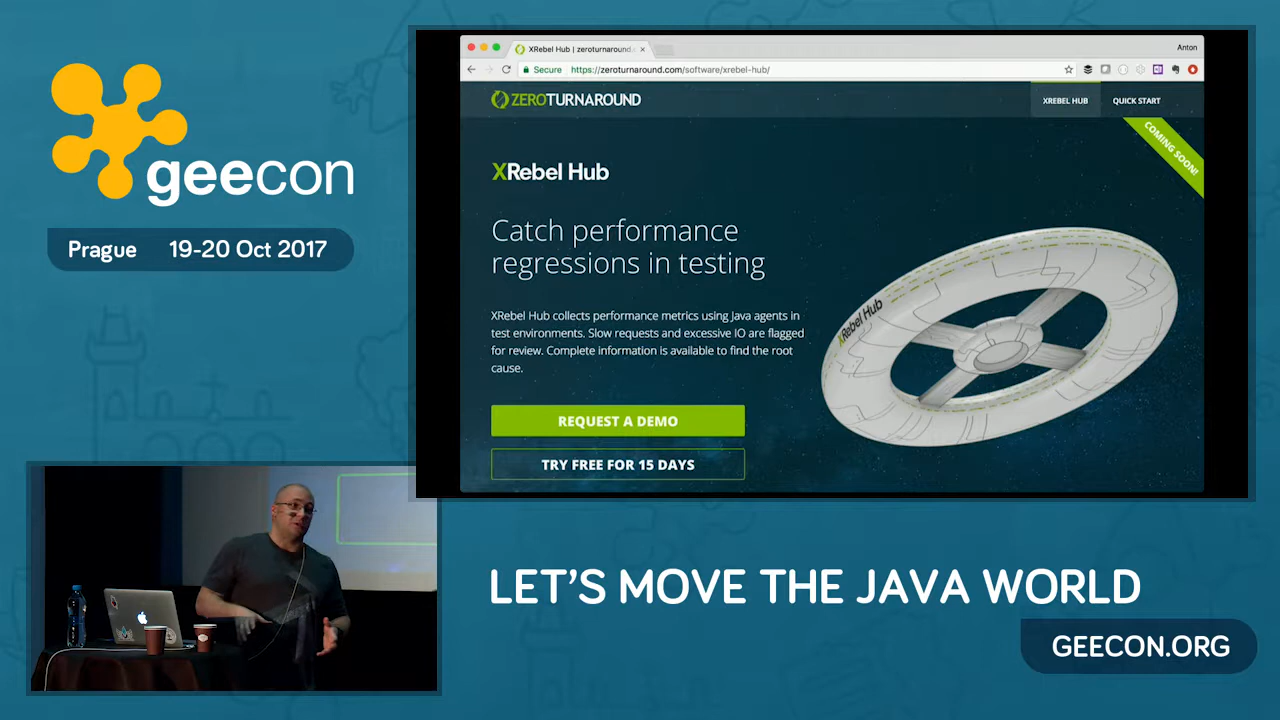 geecon
Prague 19-20 Oct 2017
XRebel Hub | zeroturnaround.
Anton
Secure https://zeroturnaround.com/software/xrebel-hub/
ZEROTURNAROUND
XREBEL HUB
QUICK START
COMING SOON!
XRebel Hub
Catch performance
regressions in testing
XRebel Hub collects performance metrics using Java agents in
test environments. Slow requests and excessive IO are flagged
for review. Complete information is available to find the root
cause.
XRebel Hub
REQUEST A DEMO
TRY FREE FOR 15 DAYS
LET'S MOVE THE JAVA WORLD
GEECON.ORG